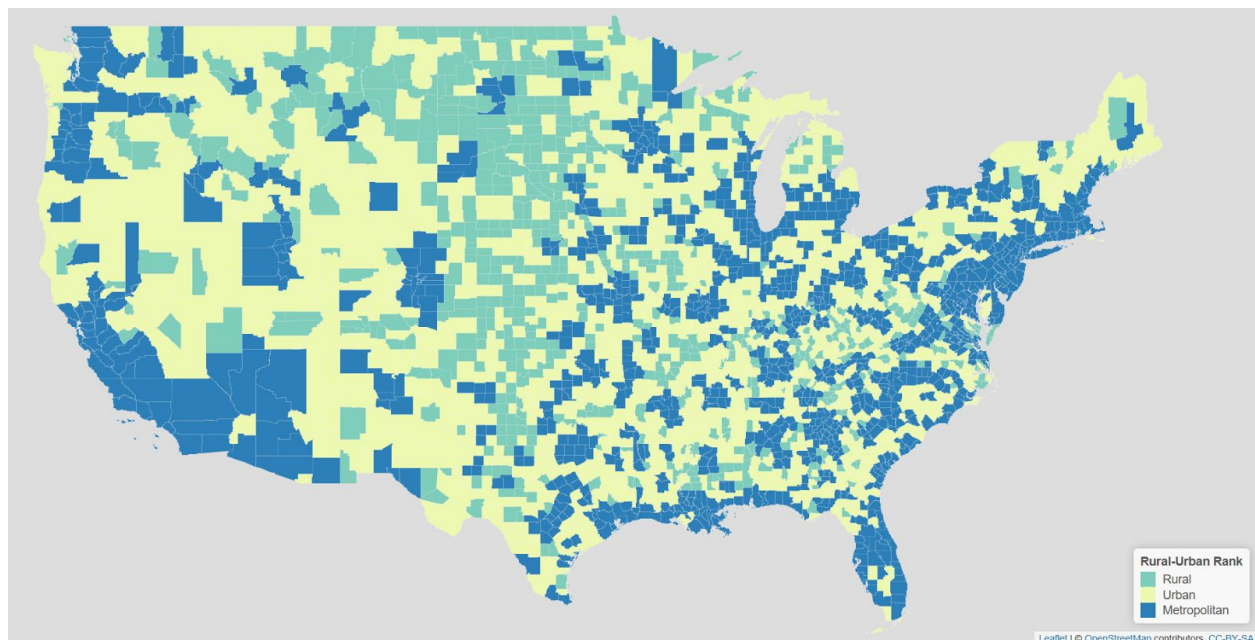 Rural-Urban Rank
Rural
Urban
Metropolitan
Leaflet | © OpenStreetMap contributors, CC-BY-SA